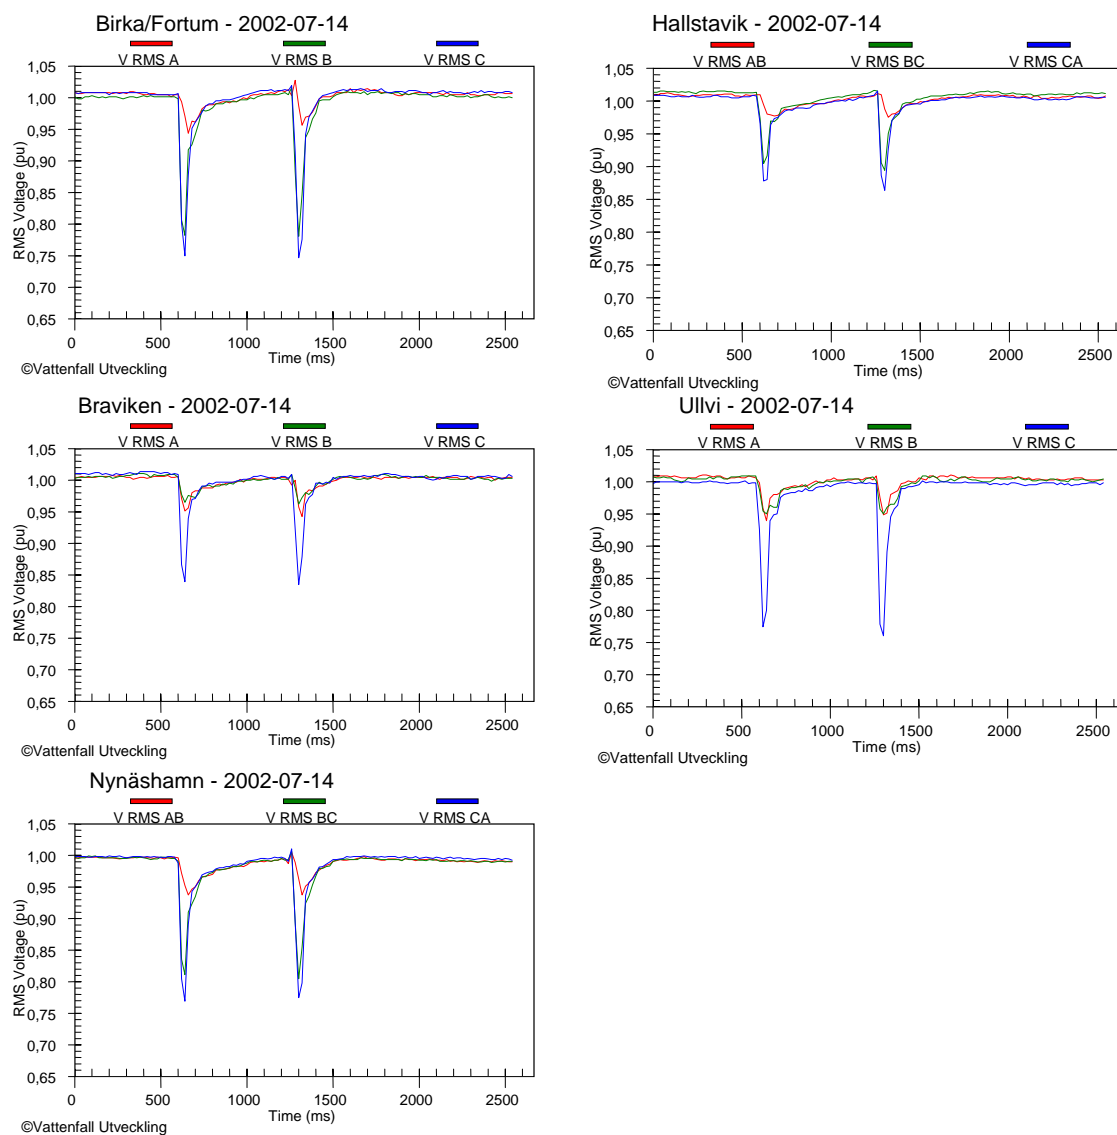 Birka/Fortum - 2002-07-14
V RMS A V RMS B V RMS C
1,05
1,00
0,95
0,90
0,85
0,80
0,75
0,70
0,65
RMS Voltage (pu)
0 500 1000 1500 2000 2500
Time (ms)
©Vattenfall Utveckling
Hallstavik - 2002-07-14
V RMS AB V RMS BC V RMS CA
1,05
1,00
0,95
0,90
0,85
0,80
0,75
0,70
0,65
RMS Voltage (pu)
0 500 1000 1500 2000 2500
Time (ms)
©Vattenfall Utveckling
Braviken - 2002-07-14
V RMS A V RMS B V RMS C
1,05
1,00
0,95
0,90
0,85
0,80
0,75
0,70
0,65
RMS Voltage (pu)
0 500 1000 1500 2000 2500
Time (ms)
©Vattenfall Utveckling
Ullvi - 2002-07-14
V RMS A V RMS B V RMS C
1,05
1,00
0,95
0,90
0,85
0,80
0,75
0,70
0,65
RMS Voltage (pu)
0 500 1000 1500 2000 2500
Time (ms)
©Vattenfall Utveckling
Nynäshamn - 2002-07-14
V RMS AB V RMS BC V RMS CA
1,05
1,00
0,95
0,90
0,85
0,80
0,75
0,70
0,65
RMS Voltage (pu)
0 500 1000 1500 2000 2500
Time (ms)
©Vattenfall Utveckling